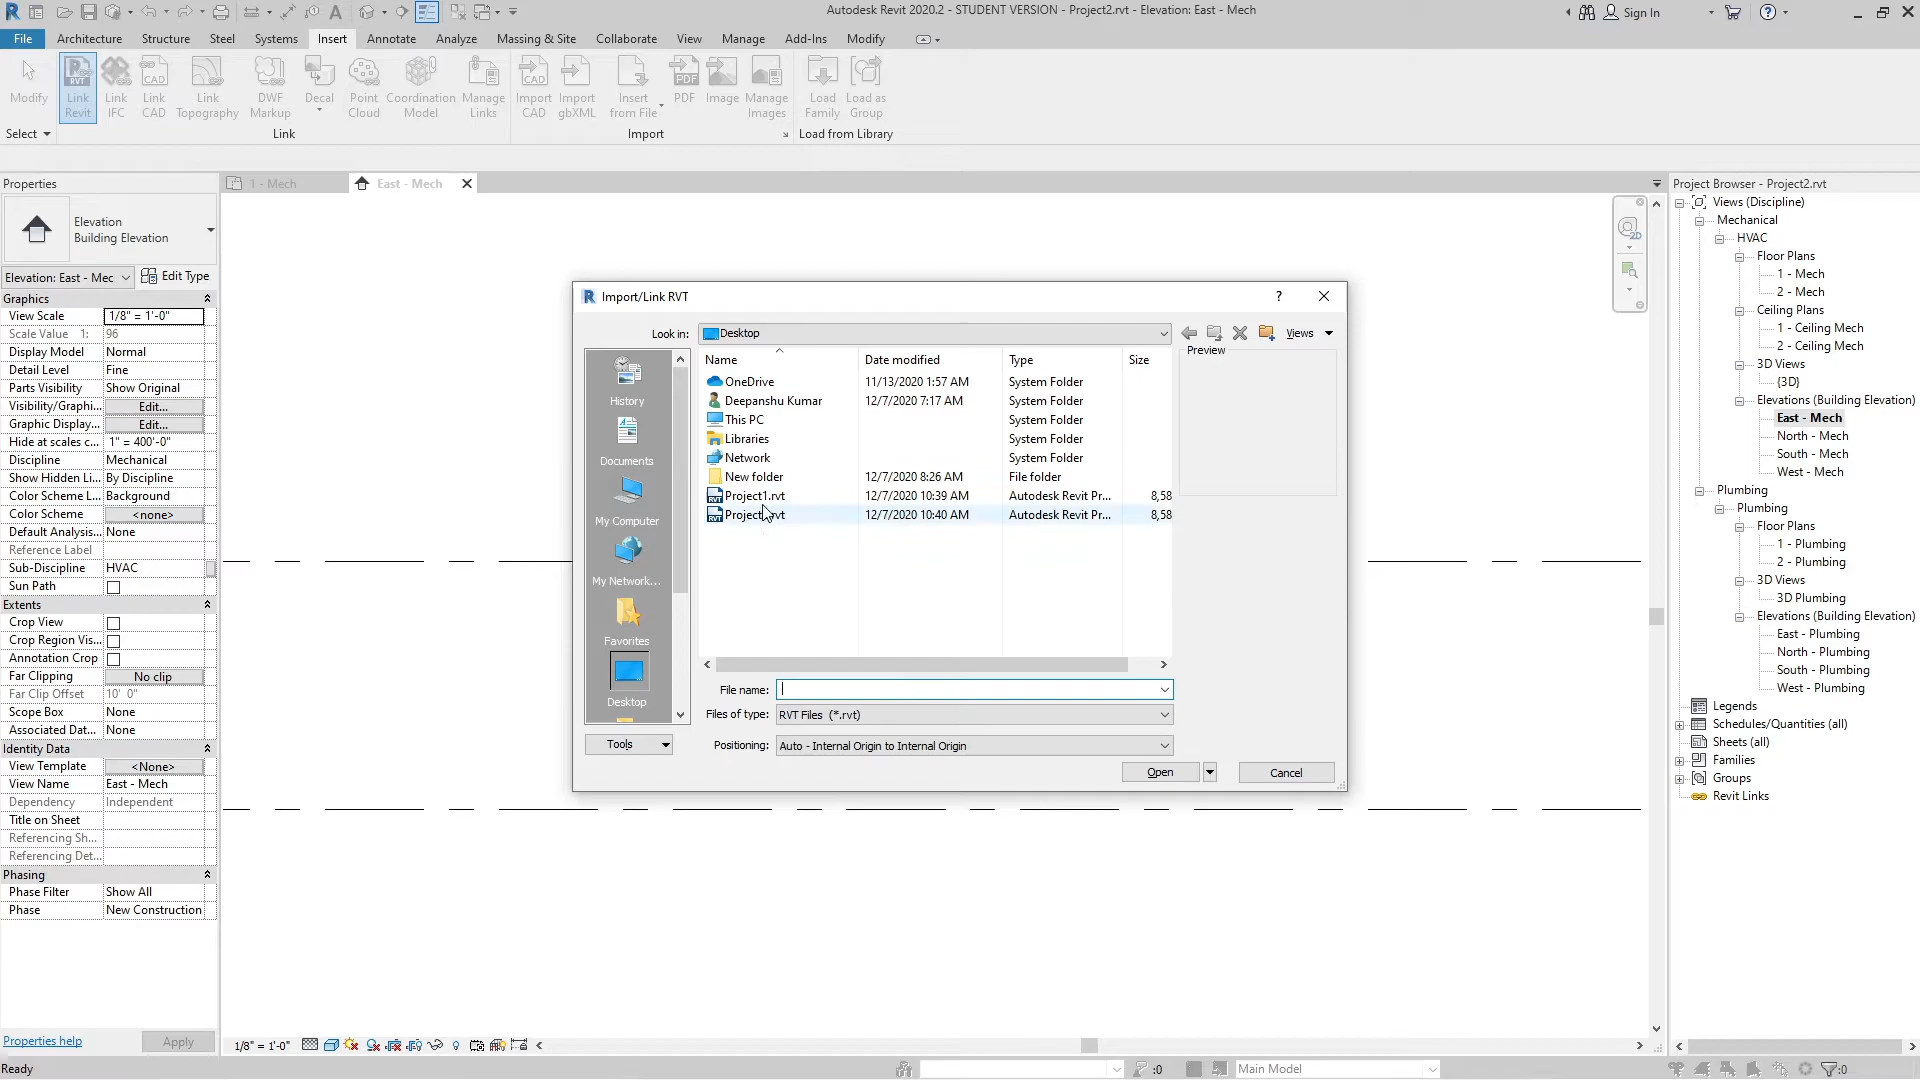 Autodesk Revit 2020.2 - STUDENT VERSION - Project2.rvt - Elevation: East - Mech
Sign In
File Architecture Structure Steel Systems Insert Annotate Analyze Massing & Site Collaborate View Manage Add-Ins Modify
Modify
Link Revit
Link IFC
Link CAD
Link Topography
DWF Markup
Decal
Point Cloud
Coordination Model
Manage Links
Import CAD
Import gbXML
Insert from File
PDF
Image
Manage Images
Load Family
Load as Group
Select
Link
Import
Load from Library
Properties
1 - Mech
East - Mech
Project Browser - Project2.rvt
Elevation
Building Elevation
Elevation: East - Mec
Edit Type
Graphics
View Scale 1/8" = 1'-0"
Scale Value 1: 96
Display Model Normal
Detail Level Fine
Parts Visibility Show Original
Visibility/Graphi... Edit...
Graphic Display... Edit...
Hide at scales c... 1" = 400'-0"
Discipline Mechanical
Show Hidden Li... By Discipline
Color Scheme L... Background
Color Scheme <none>
Default Analysis... None
Reference Label
Sub-Discipline HVAC
Sun Path
Extents
Crop View
Crop Region Vis...
Annotation Crop
Far Clipping No clip
Far Clip Offset 10' 0"
Scope Box None
Associated Dat... None
Identity Data
View Template <None>
View Name East - Mech
Dependency Independent
Title on Sheet
Referencing Sh...
Referencing Det...
Phasing
Phase Filter Show All
Phase New Construction
Properties help
Apply
Import/Link RVT
?
Look in: Desktop
Views
Preview
History
Documents
My Computer
My Network...
Favorites
Desktop
Name Date modified Type Size
OneDrive 11/13/2020 1:57 AM System Folder
Deepanshu Kumar 12/7/2020 7:17 AM System Folder
This PC System Folder
Libraries System Folder
Network System Folder
New folder 12/7/2020 8:26 AM File folder
Project1.rvt 12/7/2020 10:39 AM Autodesk Revit Pr... 8,58
12/7/2020 10:40 AM Autodesk Revit Pr... 8,58
File name:
Files of type: RVT Files (*.rvt)
Tools
Positioning: Auto - Internal Origin to Internal Origin
Open
Cancel
Views (Discipline)
Mechanical
HVAC
Floor Plans
1 - Mech
2 - Mech
Ceiling Plans
1 - Ceiling Mech
2 - Ceiling Mech
3D Views
{3D}
Elevations (Building Elevation)
East - Mech
North - Mech
South - Mech
West - Mech
Plumbing
Plumbing
Floor Plans
1 - Plumbing
2 - Plumbing
3D Views
3D Plumbing
Elevations (Building Elevation)
East - Plumbing
North - Plumbing
South - Plumbing
West - Plumbing
Legends
Schedules/Quantities (all)
Sheets (all)
Families
Groups
Revit Links
1/8" = 1'-0"
Ready
:0
Main Model
:0